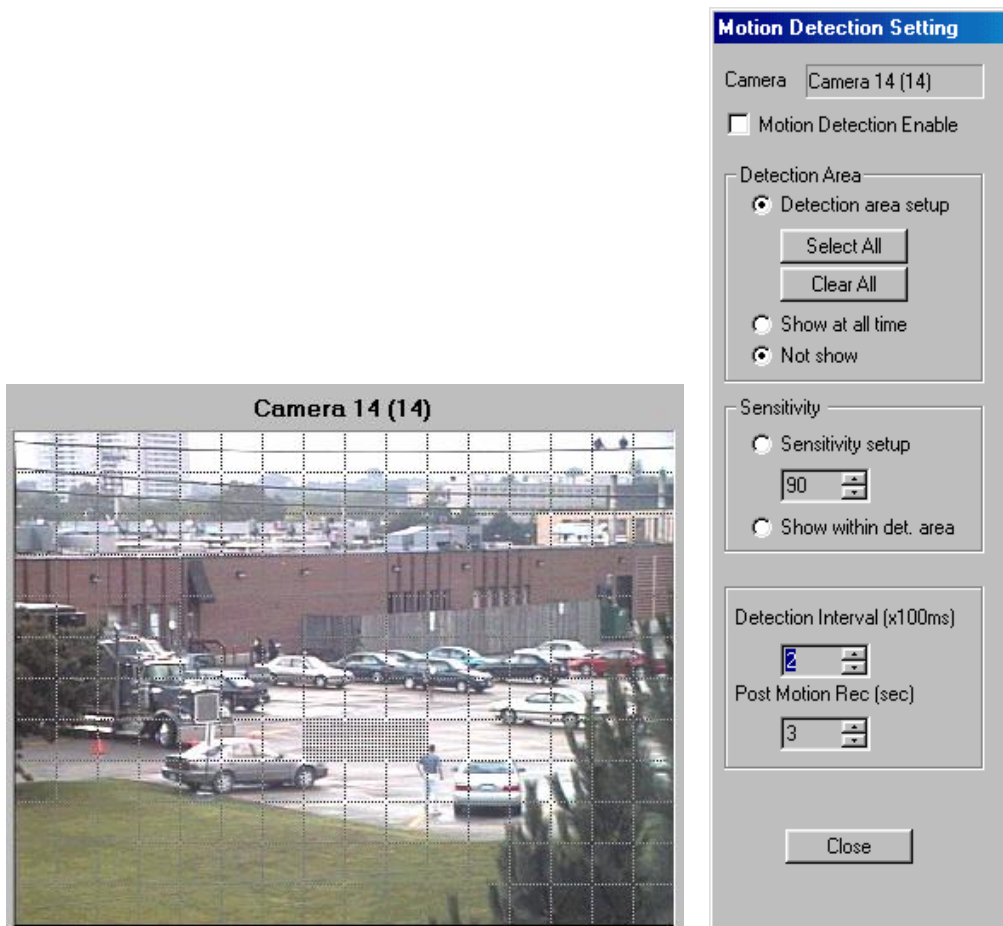 Motion Detection Setting
Camera Camera 14 (14)
Motion Detection Enable
Detection Area
Detection area setup
Select All
Clear All
Show at all time
Not show
Camera 14 (14)
Sensitivity
Sensitivity setup
90
Show within det. area
Detection Interval (x100ms)
2
Post Motion Rec (sec)
3
Close